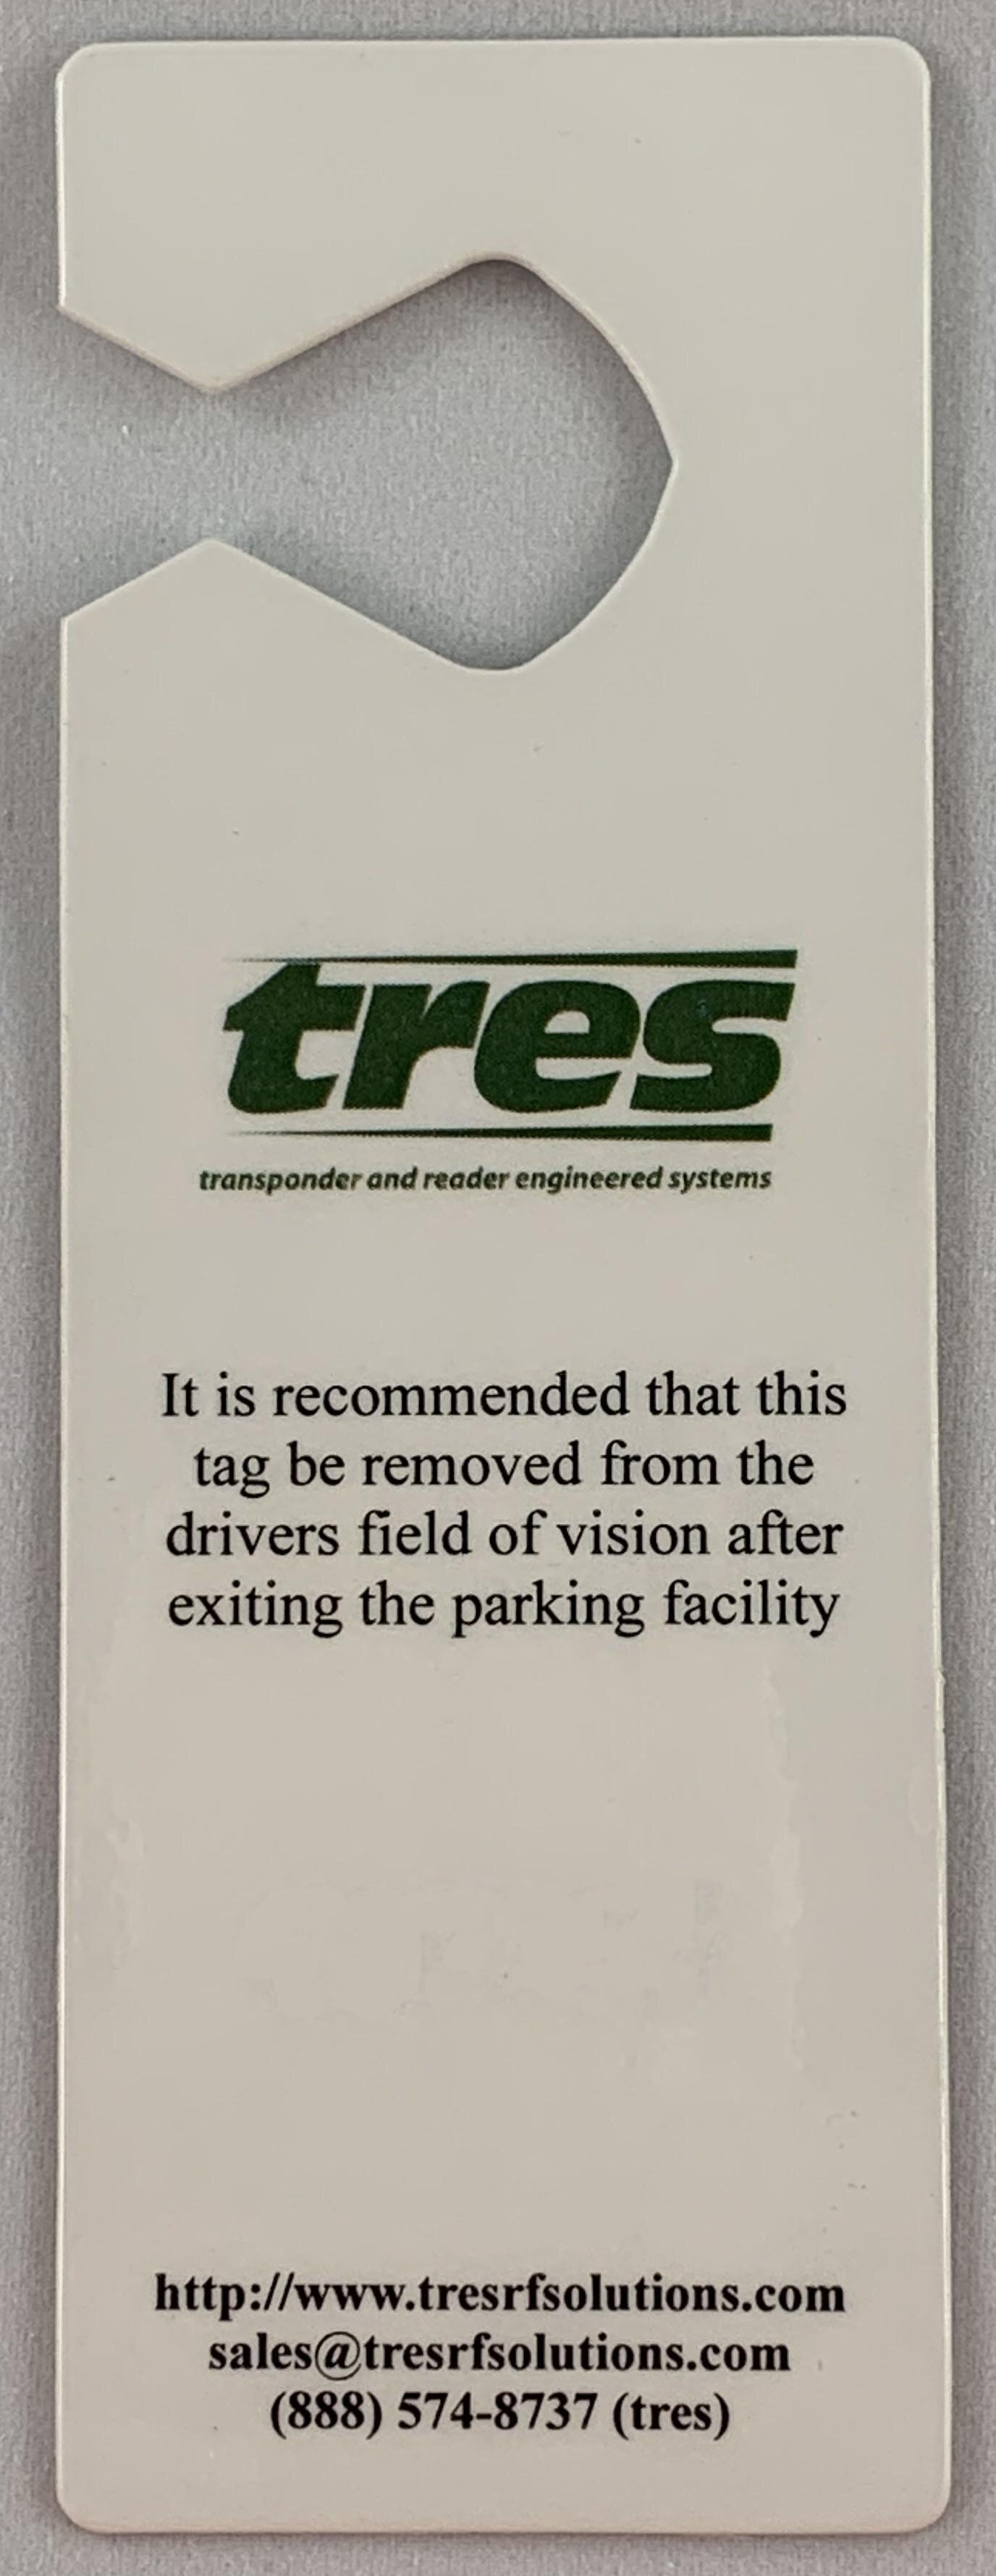 tres
transponder and reader engineered systems
It is recommended that this
tag be removed from the
drivers field of vision after
exiting the parking facility
http://www.tresrfsolutions.com
sales@tresrfsolutions.com
(888) 574-8737 (tres)